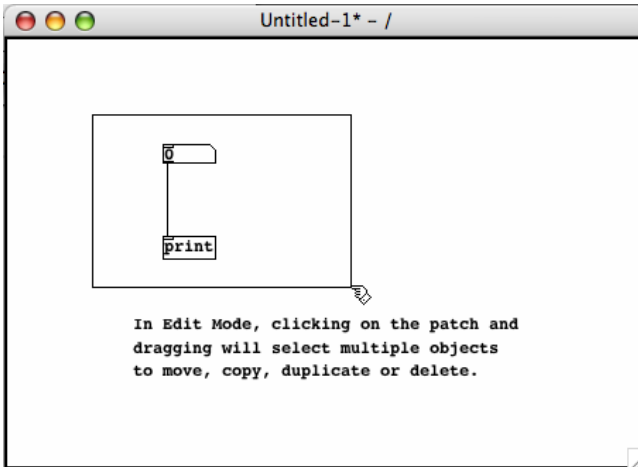 Untitled-1* - /
0
print
In Edit Mode, clicking on the patch and
dragging will select multiple objects
to move, copy, duplicate or delete.